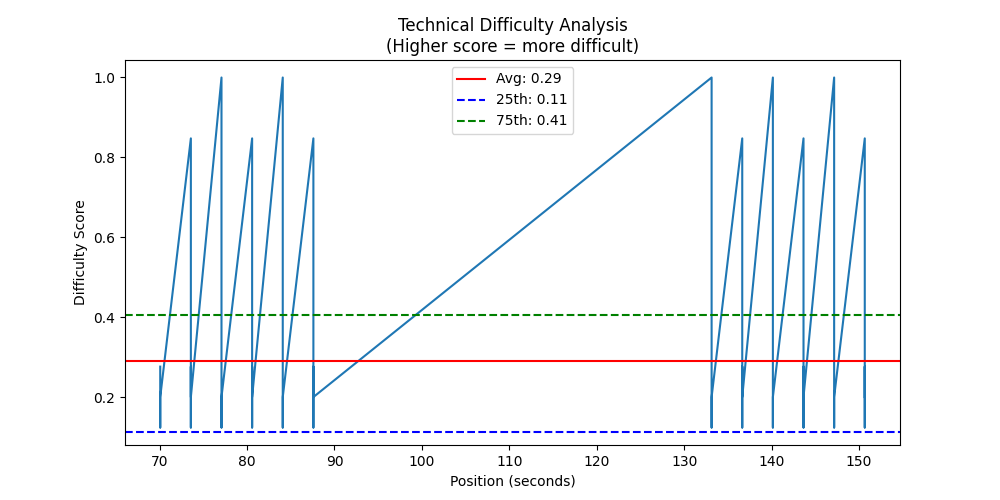 Technical Difficulty Analysis
(Higher score = more difficult)
Avg: 0.29
25th: 0.11
75th: 0.41
1.0
0.8
0.6
0.4
0.2
Difficulty Score
70 80 90 100 110 120 130 140 150
Position (seconds)